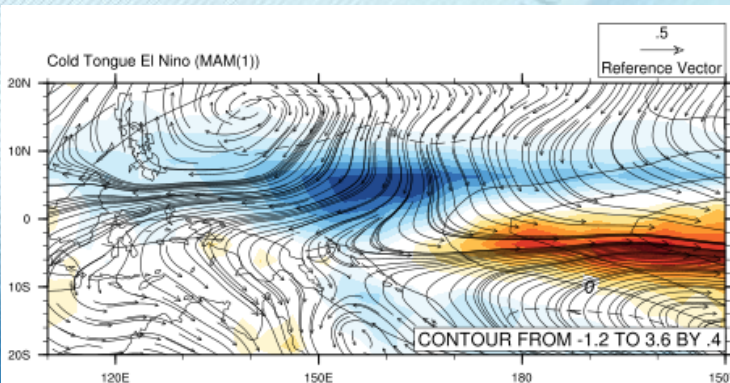 .5
Reference Vector
Cold Tongue El Nino (MAM(1))
20N
10N
0
10S
20S
0
CONTOUR FROM -1.2 TO 3.6 BY .4
120E
150E
180
150